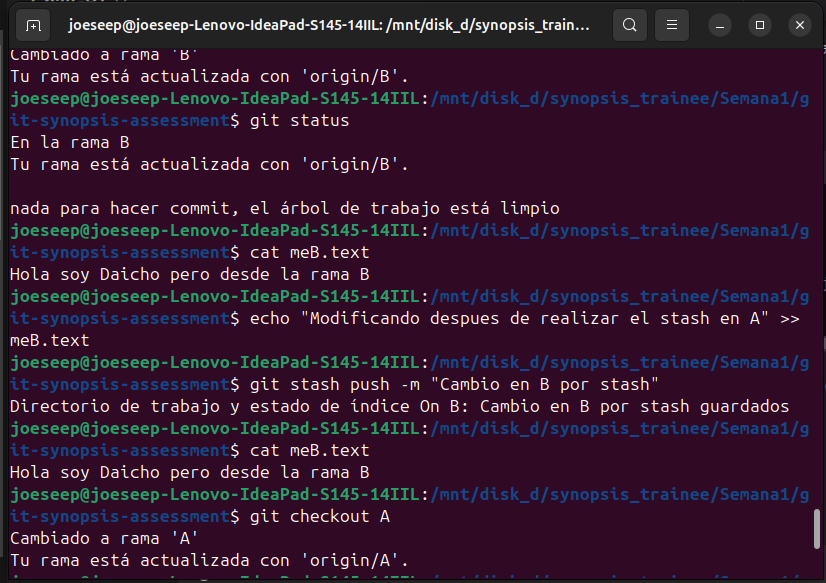 joeseep@joeseep-Lenovo-IdeaPad-S145-14IIL: /mnt/disk_d/synopsis_train...
Cambiado a rama 'B'
Tu rama está actualizada con 'origin/B'.
joeseep@joeseep-Lenovo-IdeaPad-S145-14IIL:/mnt/disk_d/synopsis_trainee/Semana1/g
it-synopsis-assessment$ git status
En la rama B
Tu rama está actualizada con 'origin/B'.
nada para hacer commit, el árbol de trabajo está limpio
joeseep@joeseep-Lenovo-IdeaPad-S145-14IIL:/mnt/disk_d/synopsis_trainee/Semana1/g
it-synopsis-assessment$ cat meB.text
Hola soy Daicho pero desde la rama B
joeseep@joeseep-Lenovo-IdeaPad-S145-14IIL:/mnt/disk_d/synopsis_trainee/Semana1/g
it-synopsis-assessment$ echo "Modificando despues de realizar el stash en A" >>
meB.text
joeseep@joeseep-Lenovo-IdeaPad-S145-14IIL:/mnt/disk_d/synopsis_trainee/Semana1/g
it-synopsis-assessment$ git stash push -m "Cambio en B por stash"
Directorio de trabajo y estado de índice On B: Cambio en B por stash guardados
joeseep@joeseep-Lenovo-IdeaPad-S145-14IIL:/mnt/disk_d/synopsis_trainee/Semana1/g
it-synopsis-assessment$ cat meB.text
Hola soy Daicho pero desde la rama B
joeseep@joeseep-Lenovo-IdeaPad-S145-14IIL:/mnt/disk_d/synopsis_trainee/Semana1/g
it-synopsis-assessment$ git checkout A
Cambiado a rama 'A'
Tu rama está actualizada con 'origin/A'.